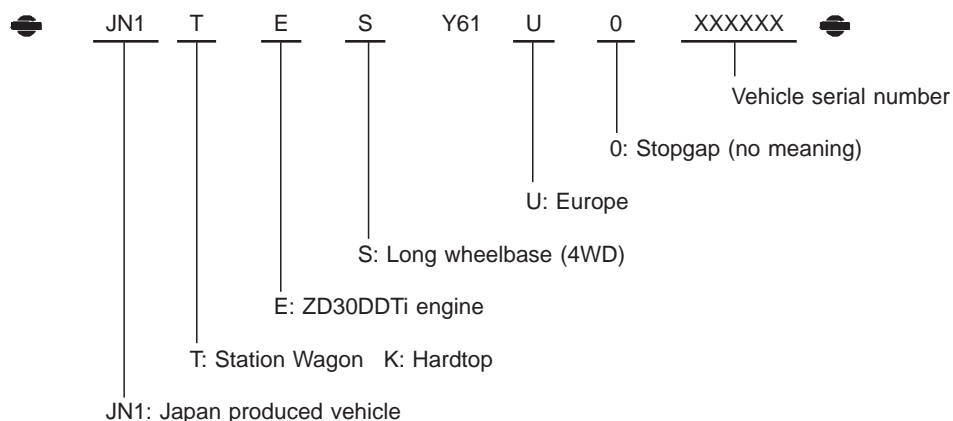 JN1 T E S Y61 U 0 XXXXXX
Vehicle serial number
0: Stopgap (no meaning)
U: Europe
S: Long wheelbase (4WD)
E: ZD30DDTi engine
T: Station Wagon K: Hardtop
JN1: Japan produced vehicle